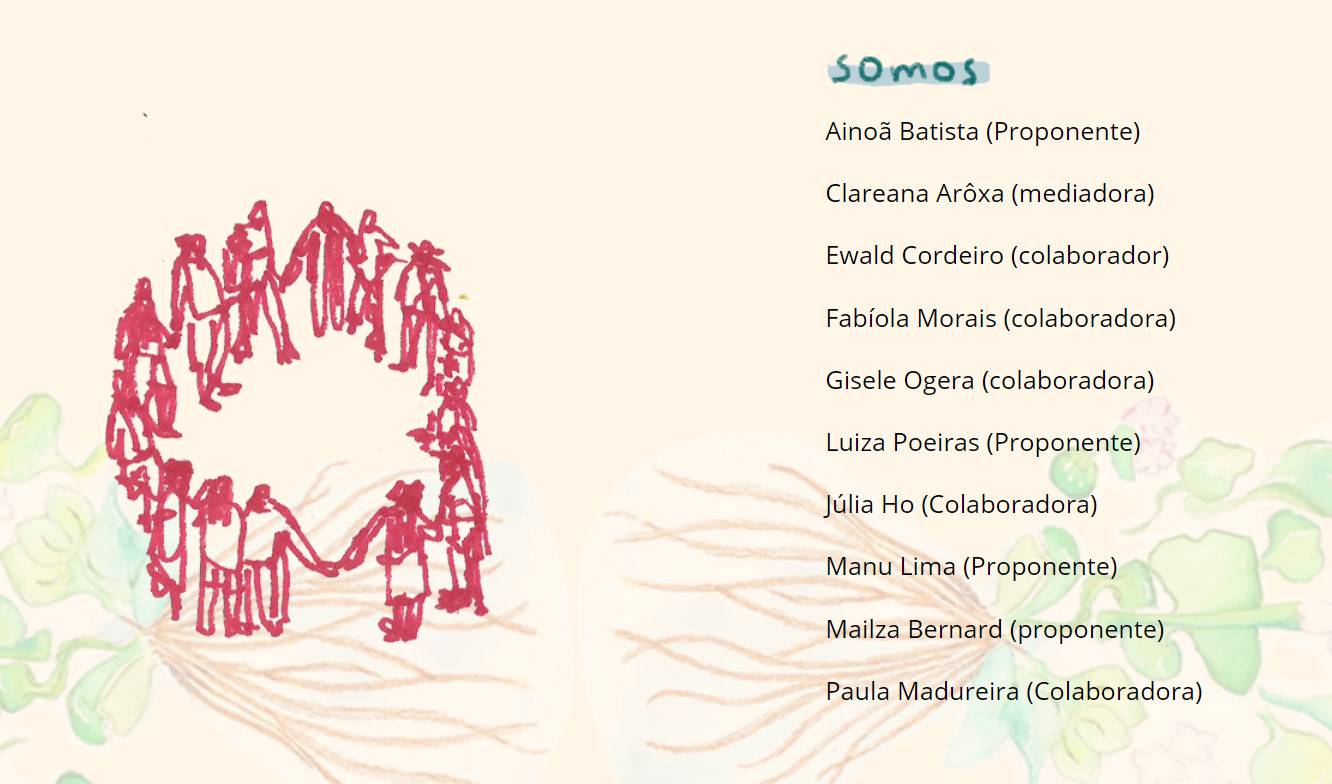 somos
Ainoã Batista (Proponente)
Clareana Arôxa (mediadora)
Ewald Cordeiro (colaborador)
Fabíola Morais (colaboradora)
Gisele Ogera (colaboradora)
Luiza Poeiras (Proponente)
Júlia Ho (Colaboradora)
Manu Lima (Proponente)
Mailza Bernard (proponente)
Paula Madureira (Colaboradora)